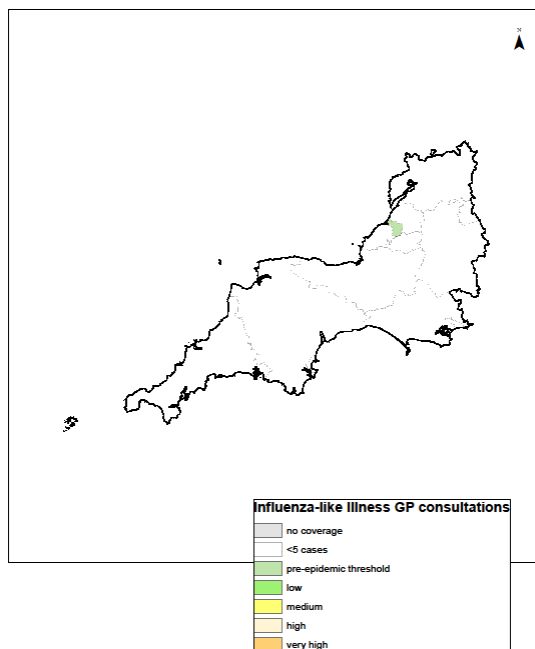 N
Influenza-like Illness GP consultations
no coverage
<5 cases
pre-epidemic threshold
low
medium
high
very high